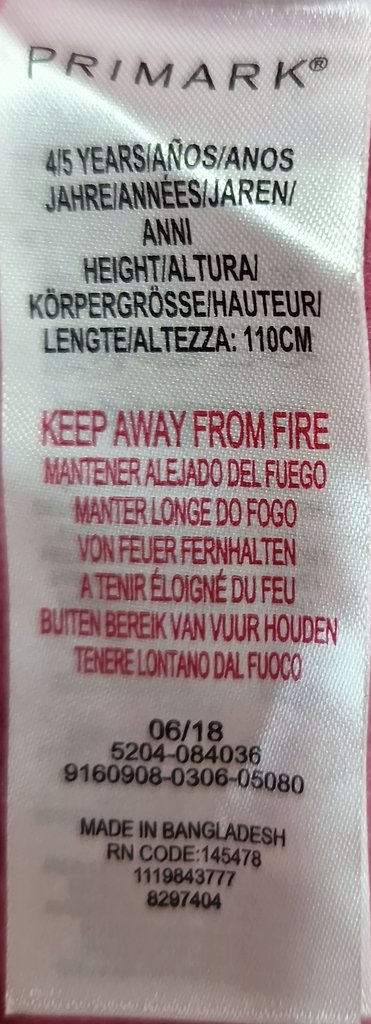 PRIMARK®
4/5 YEARS/AÑOS/ANOS
JAHRE/ANNÉES/JAREN/
ANNI
HEIGHT/ALTURA/
KÖRPERGRÖSSE/HAUTEUR/
LENGTE/ALTEZZA: 110CM
KEEP AWAY FROM FIRE
MANTENER ALEJADO DEL FUEGO
MANTER LONGE DO FOGO
VON FEUER FERNHALTEN
A TENIR ÉLOIGNÉ DU FEU
BUITEN BEREIK VAN VUUR HOUDEN
TENERE LONTANO DAL FUOCO
06/18
5204-084036
9160908-0306-05080
MADE IN BANGLADESH
RN CODE:145478
1119843777
8297404